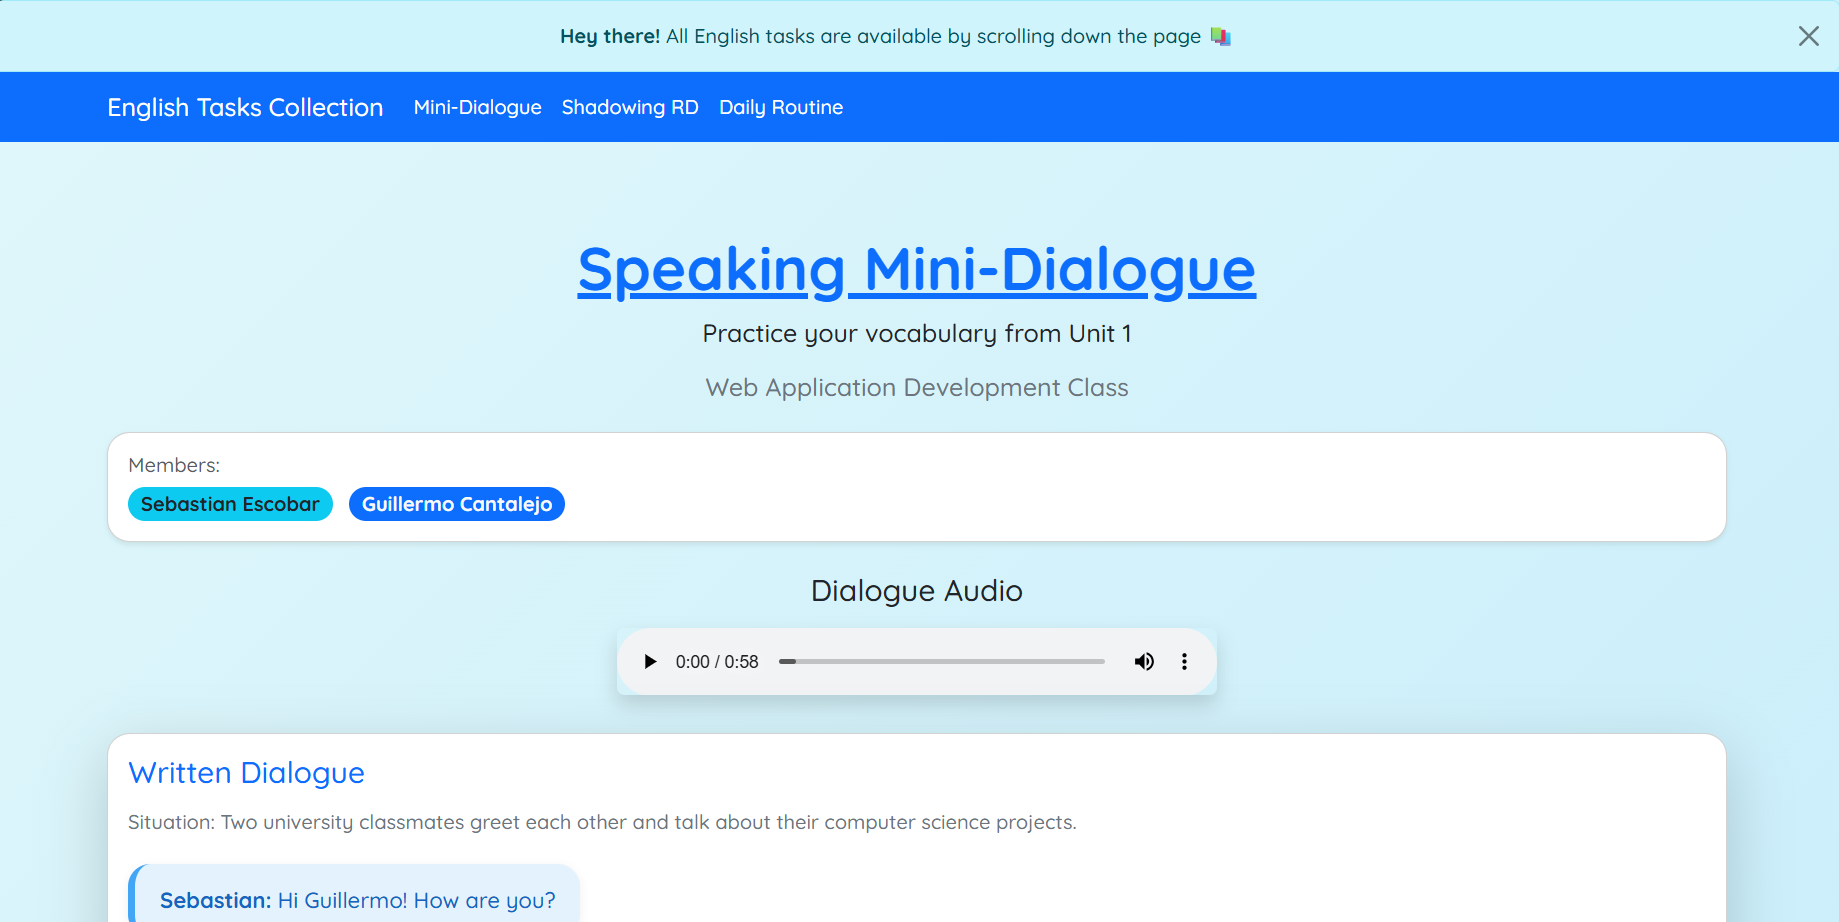 Hey there! All English tasks are available by scrolling down the page
English Tasks Collection Mini-Dialogue Shadowing RD Daily Routine
Speaking Mini-Dialogue
Practice your vocabulary from Unit 1
Web Application Development Class
Members:
Sebastian Escobar Guillermo Cantalejo
Dialogue Audio
0:00 / 0:58
Written Dialogue
Situation: Two university classmates greet each other and talk about their computer science projects.
Sebastian: Hi Guillermo! How are you?